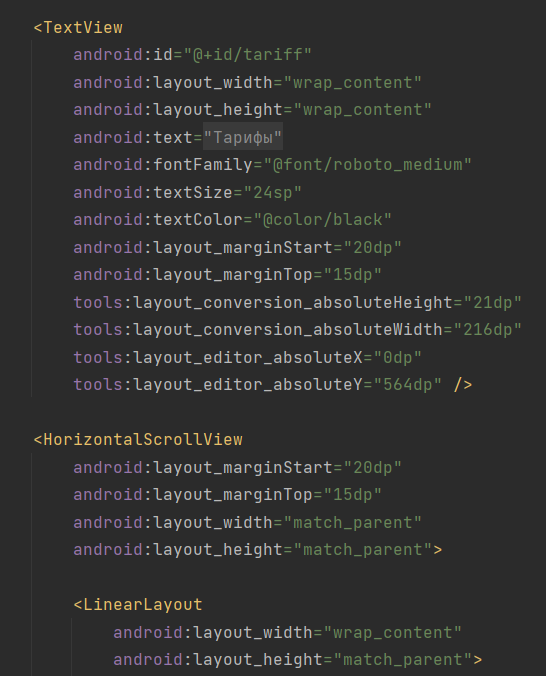 <TextView
android:id="@+id/tariff"
android:layout_width="wrap_content"
android:layout_height="wrap_content"
android:text="Тарифы"
android:fontFamily="@font/roboto_medium"
android:textSize="24sp"
android:textColor="@color/black"
android:layout_marginStart="20dp"
android:layout_marginTop="15dp"
tools:layout_conversion_absoluteHeight="21dp"
tools:layout_conversion_absoluteWidth="216dp"
tools:layout_editor_absoluteX="0dp"
tools:layout_editor_absoluteY="564dp" />
<HorizontalScrollView
android:layout_marginStart="20dp"
android:layout_marginTop="15dp"
android:layout_width="match_parent"
android:layout_height="match_parent">
<LinearLayout
android:layout_width="wrap_content"
android:layout_height="match_parent">